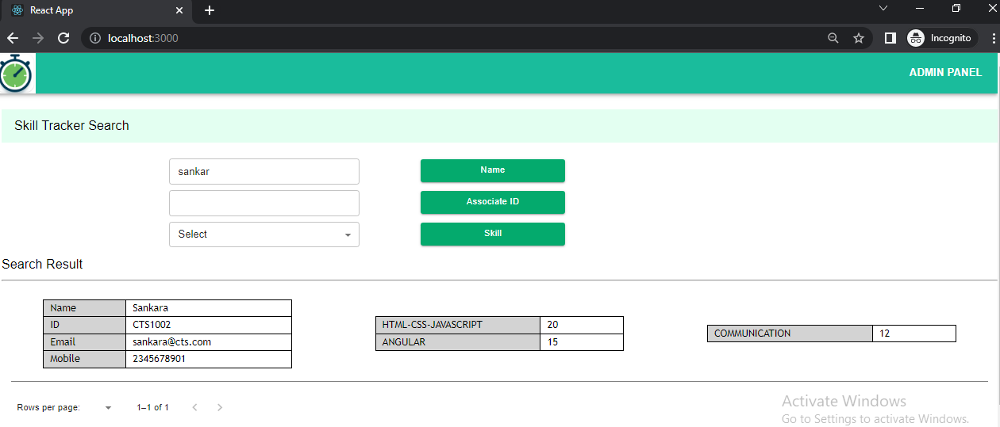 React App
localhost:3000
Incognito
ADMIN PANEL
Skill Tracker Search
sankar
Name
Associate ID
Select
Skill
Search Result
Name Sankara
ID CTS1002
Email sankara@cts.com
Mobile 2345678901
HTML-CSS-JAVASCRIPT 20
ANGULAR 15
COMMUNICATION 12
Rows per page:
1–1 of 1
Activate Windows
Go to Settings to activate Windows.